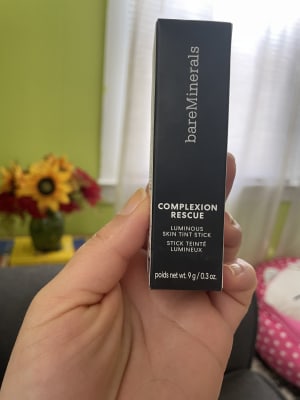 bareMinerals
COMPLEXION
RESCUE
LUMINOUS
SKIN TINT STICK
STICK TEINTÉ
LUMINEUX
poids net wt. 9 g / 0.3 oz.